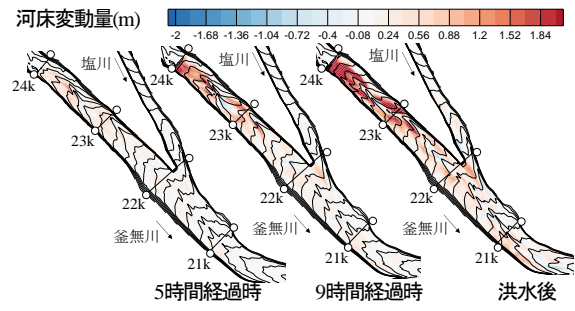 河床変動量(m)
-2 -1.68 -1.36 -1.04 -0.72 -0.4 -0.08 0.24 0.56 0.88 1.2 1.52 1.84
塩川 塩川 塩川
24k 24k 24k
23k 23k 23k
22k 22k 22k
釜無川 釜無川 釜無川
21k 21k 21k
5時間経過時 9時間経過時 洪水後